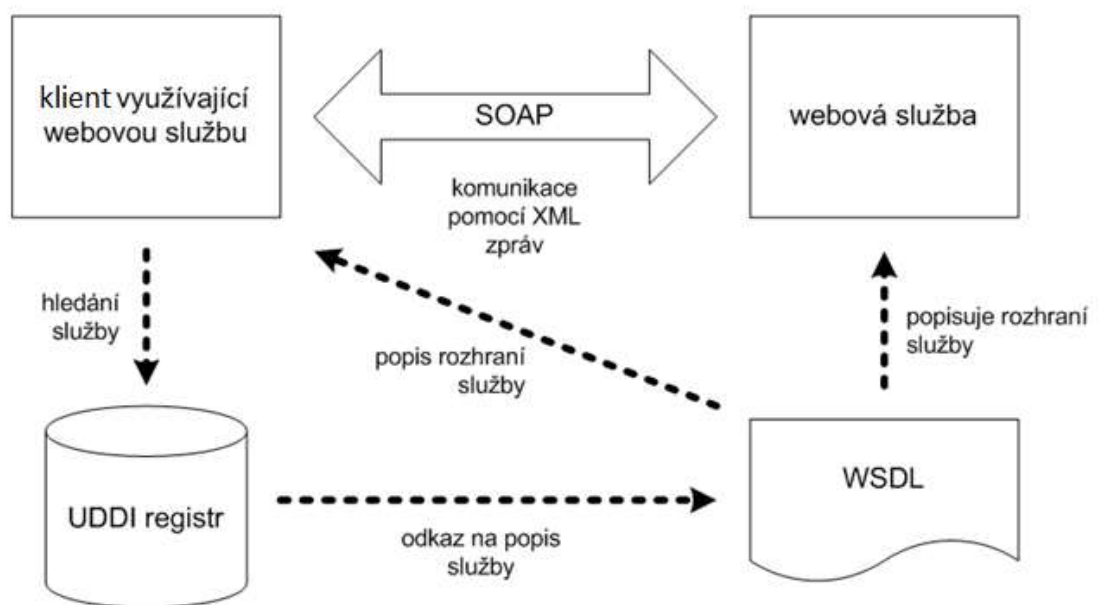 klient využívající
webovou službu
SOAP
webová služba
komunikace
pomocí XML
zpráv
hledání
služby
popis rozhraní
služby
popisuje rozhraní
služby
UDDI registr
odkaz na popis
služby
WSDL